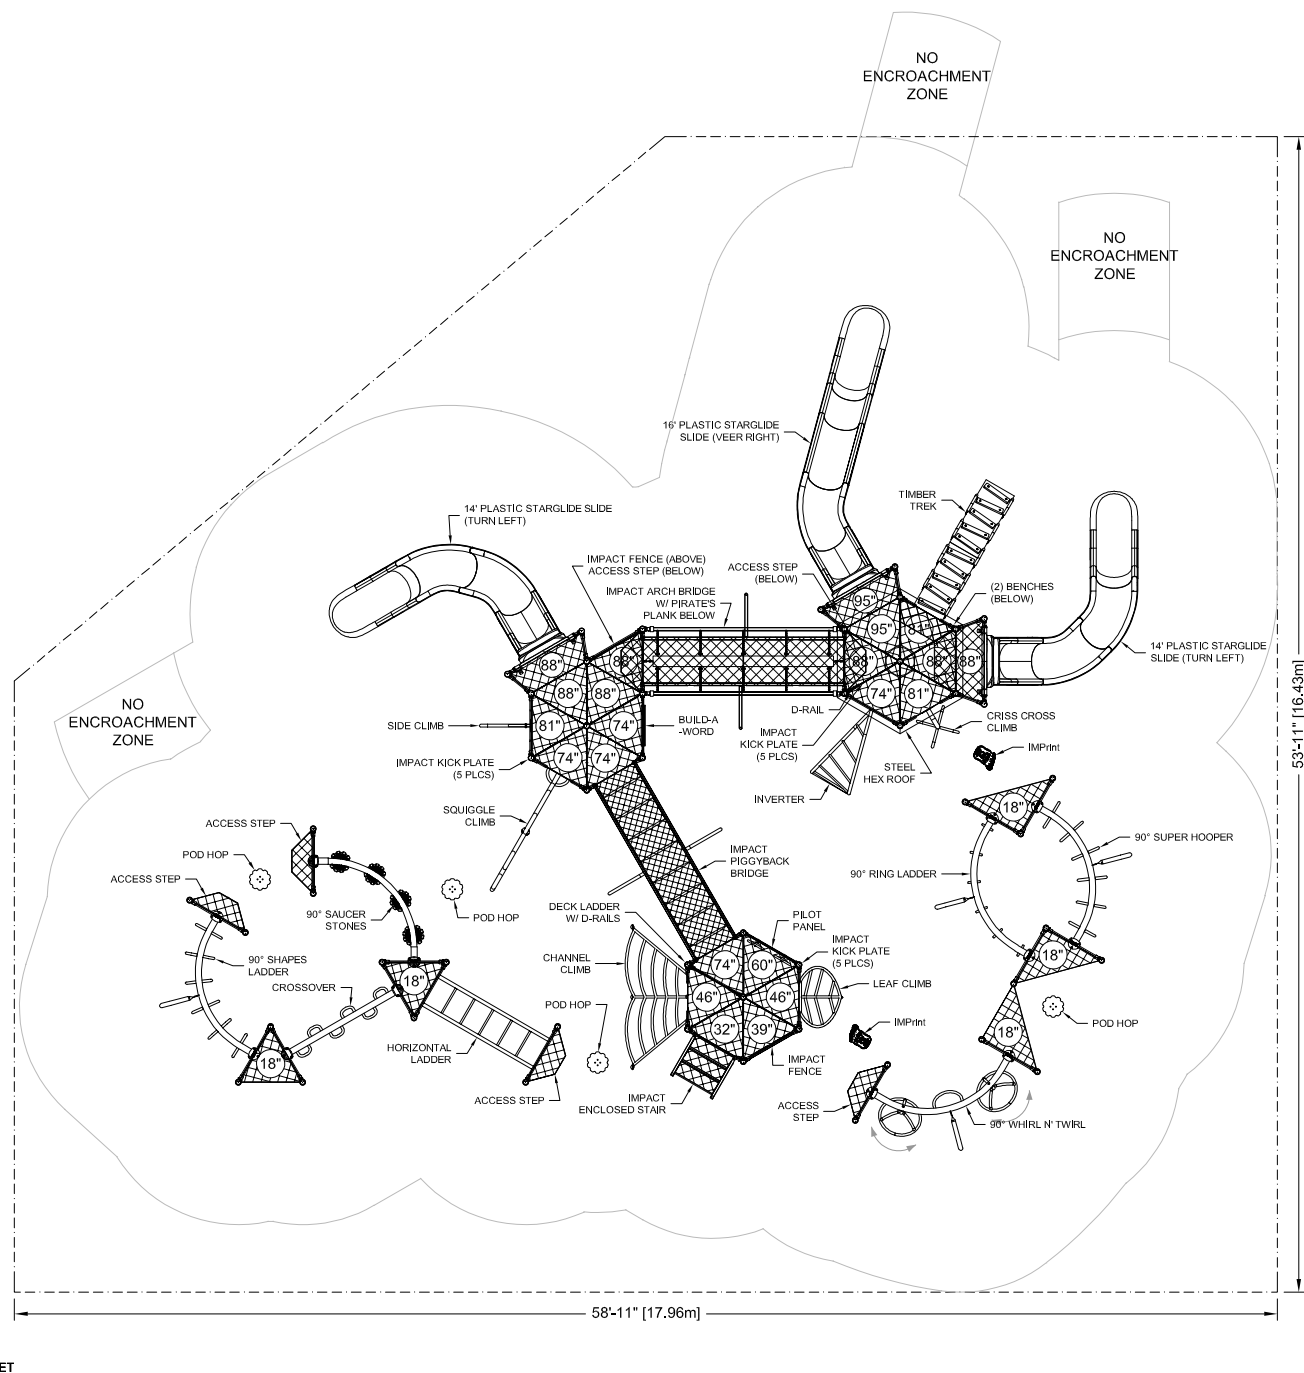 NO
ENCROACHMENT
ZONE
NO
ENCROACHMENT
ZONE
16' PLASTIC STARGLIDE
SLIDE (VEER RIGHT)
TIMBER
TREK
14' PLASTIC STARGLIDE SLIDE
(TURN LEFT)
IMPACT FENCE (ABOVE)
ACCESS STEP (BELOW)
ACCESS STEP
(BELOW)
(2) BENCHES
(BELOW)
IMPACT ARCH BRIDGE
W/ PIRATE'S
PLANK BELOW
95"
95"
81"
14' PLASTIC STARGLIDE
SLIDE (TURN LEFT)
88"
88"
88"
88"
88"
88"
88"
74"
81"
NO
ENCROACHMENT
ZONE
SIDE CLIMB
81"
74"
BUILD-A
-WORD
D-RAIL
CRISS CROSS
CLIMB
IMPACT
KICK PLATE
(5 PLCS)
IMPrint
IMPACT KICK PLATE
(5 PLCS)
74"
74"
STEEL
HEX ROOF
INVERTER
SQUIGGLE
CLIMB
18"
ACCESS STEP
90° SUPER HOOPER
POD HOP
IMPACT
PIGGYBACK
BRIDGE
90° RING LADDER
ACCESS STEP
DECK LADDER
W/ D-RAILS
PILOT
PANEL
90° SAUCER
STONES
POD HOP
IMPACT
KICK PLATE
(5 PLCS)
CHANNEL
CLIMB
74"
60"
18"
90° SHAPES
LADDER
CROSSOVER
18"
LEAF CLIMB
46"
46"
POD HOP
IMPrint
POD HOP
32"
39"
18"
HORIZONTAL
LADDER
18"
IMPACT
FENCE
ACCESS STEP
IMPACT
ENCLOSED STAIR
ACCESS
STEP
90° WHIRL N' TWIRL
53'-11" [16.43m]
58'-11" [17.96m]
ET